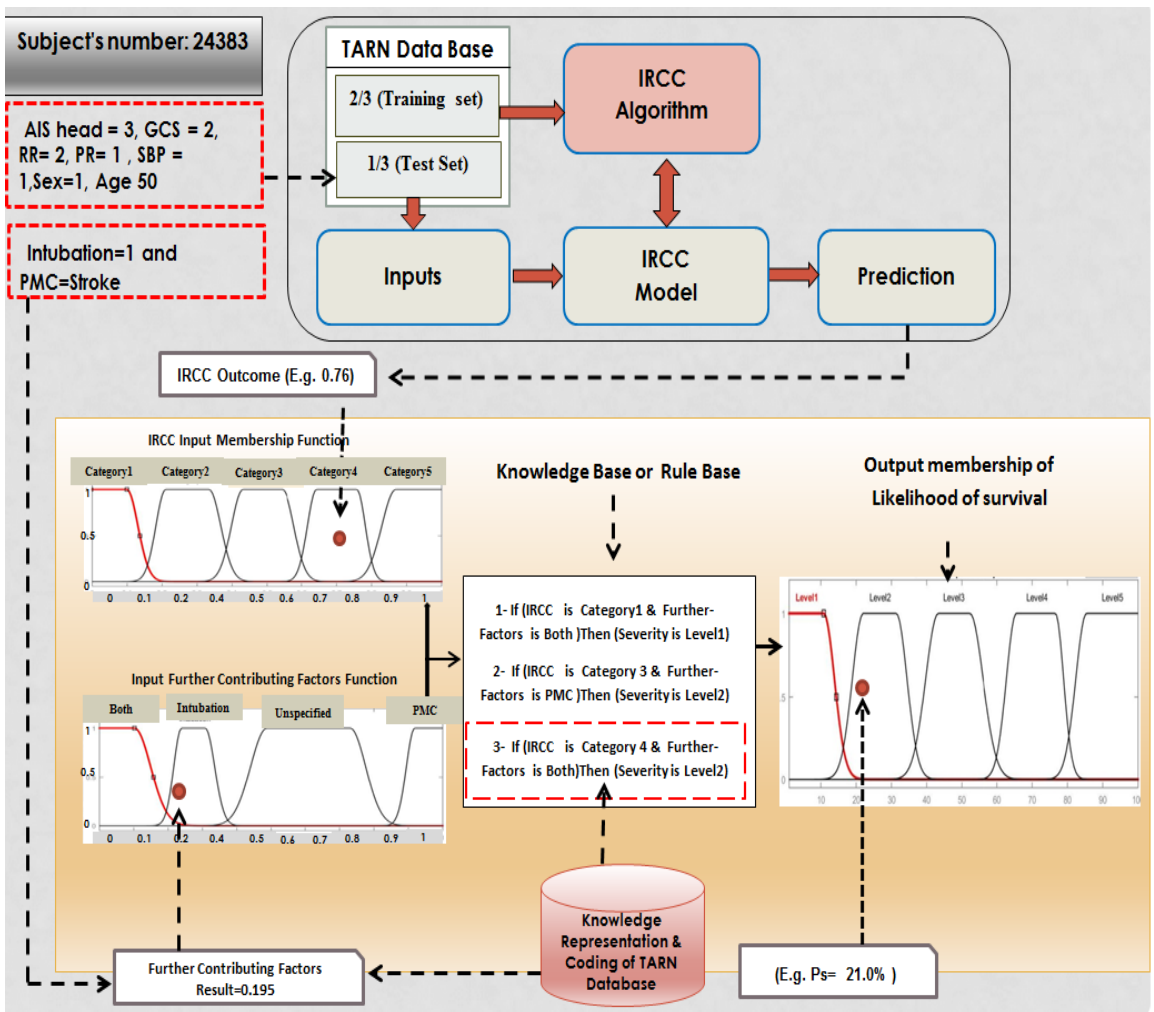 Subject's number: 24383
AIS head = 3, GCS = 2,
RR= 2, PR= 1 , SBP =
1,Sex=1, Age 50
Intubation=1 and
PMC=Stroke
TARN Data Base
2/3 (Training set)
1/3 (Test Set)
IRCC
Algorithm
Inputs
IRCC
Model
Prediction
IRCC Outcome (E.g. 0.76)
IRCC Input Membership Function
Category1 Category2 Category3 Category4 Category5
1
0.5
0
0 0.1 0.2 0.3 0.4 0.5 0.6 0.7 0.8 0.9 1
Input Further Contributing Factors Function
Both Intubation Unspecified PMC
1
0.5
0
0 0.1 0.2 0.3 0.4 0.5 0.6 0.7 0.8 0.9 1
Knowledge Base or Rule Base
1- If (IRCC is Category1 & Further-
Factors is Both )Then (Severity is Level1)
2- If (IRCC is Category 3 & Further-
Factors is PMC )Then (Severity is Level2)
3- If (IRCC is Category 4 & Further-
Factors is Both)Then (Severity is Level2)
Output membership of
Likelihood of survival
Level1 Level2 Level3 Level4 Level5
1
.5
0
10 20 30 40 50 60 70 80 90 100
Further Contributing Factors
Result=0.195
Knowledge
Representation &
Coding of TARN
Database
(E.g. Ps= 21.0% )